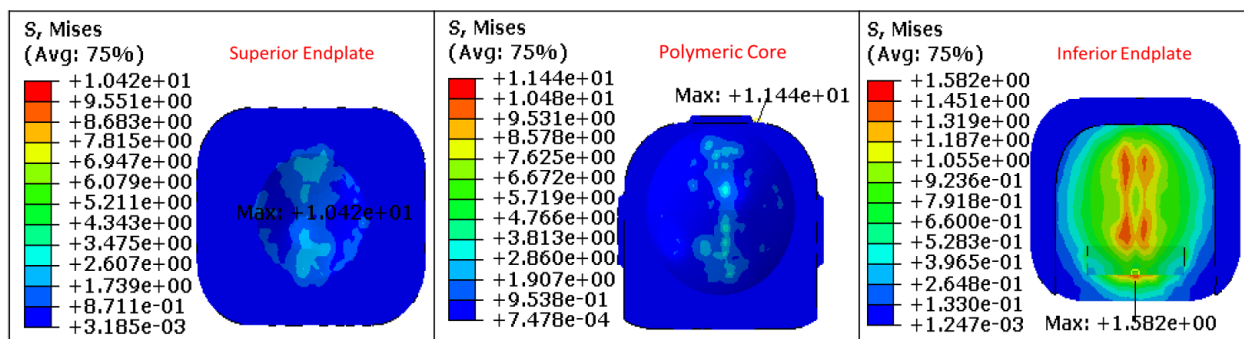 S, Mises
(Avg: 75%)
Superior Endplate
+1.042e+01
+9.551e+00
+8.683e+00
+7.815e+00
+6.947e+00
+6.079e+00
+5.211e+00
+4.343e+00
+3.475e+00
+2.607e+00
+1.739e+00
+8.711e-01
+3.185e-03
Max: +1.042e+01
S, Mises
(Avg: 75%)
Polymeric Core
+1.144e+01
+1.048e+01
+9.531e+00
+8.578e+00
+7.625e+00
+6.672e+00
+5.719e+00
+4.766e+00
+3.813e+00
+2.860e+00
+1.907e+00
+9.538e-01
+7.478e-04
Max: +1.144e+01
S, Mises
(Avg: 75%)
Inferior Endplate
+1.582e+00
+1.451e+00
+1.319e+00
+1.187e+00
+1.055e+00
+9.236e-01
+7.918e-01
+6.600e-01
+5.283e-01
+3.965e-01
+2.648e-01
+1.330e-01
+1.247e-03
Max: +1.582e+00